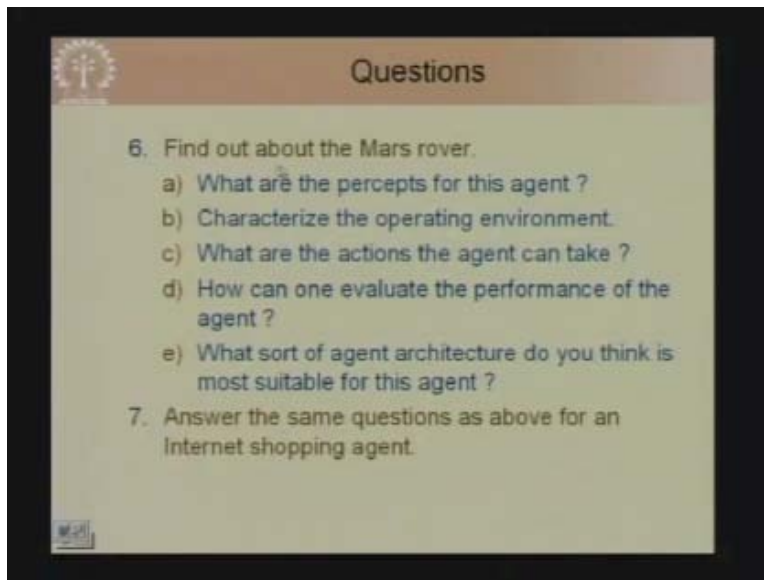 Questions
6. Find out about the Mars rover.
a) What are the percepts for this agent ?
b) Characterize the operating environment.
c) What are the actions the agent can take ?
d) How can one evaluate the performance of the
agent ?
e) What sort of agent architecture do you think is
most suitable for this agent ?
7. Answer the same questions as above for an
Internet shopping agent.